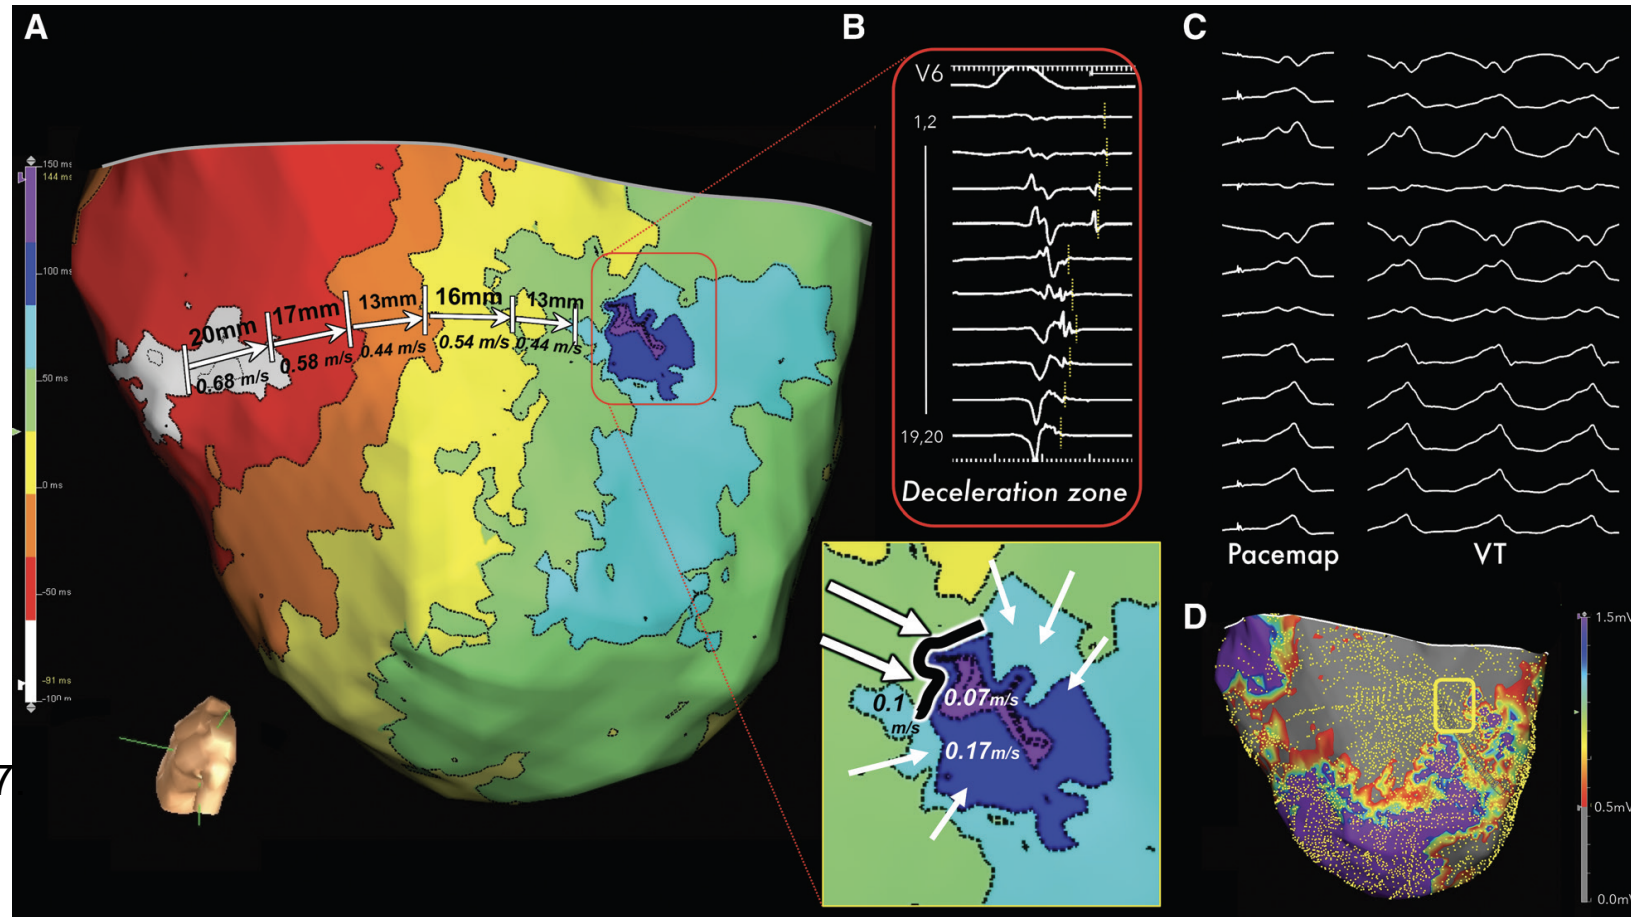 A
150 ms
144 ms
100 ms
50 ms
0 ms
-50 ms
-91 ms
-100 m
20mm
17mm
13mm
16mm
13mm
0.68 m/s
0.58 m/s
0.44 m/s
0.54 m/s
0.44 m/s
7
B
V6
1,2
19,20
Deceleration zone
0.1
m/s
0.07m/s
0.17m/s
C
Pacemap
VT
D
1.5mV
0.5mV
0.0mV